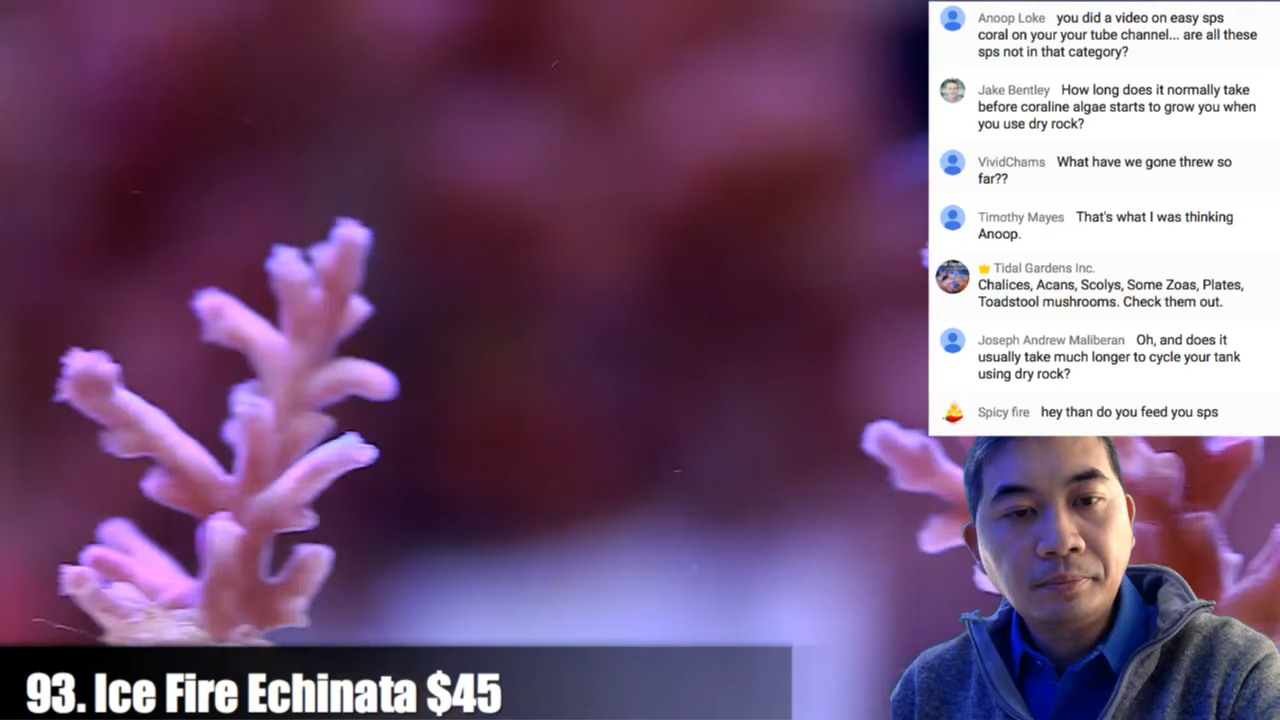 Anoop Loke you did a video on easy sps
coral on your your tube channel... are all these
sps not in that category?
Jake Bentley How long does it normally take
before coraline algae starts to grow you when
you use dry rock?
VividChams What have we gone threw so
far??
Timothy Mayes That's what I was thinking
Anoop.
Tidal Gardens Inc.
Chalices, Acans, Scolys, Some Zoas, Plates,
Toadstool mushrooms. Check them out.
Joseph Andrew Maliberan Oh, and does it
usually take much longer to cycle your tank
using dry rock?
Spicy fire hey than do you feed you sps
93. Ice Fire Echinata $45